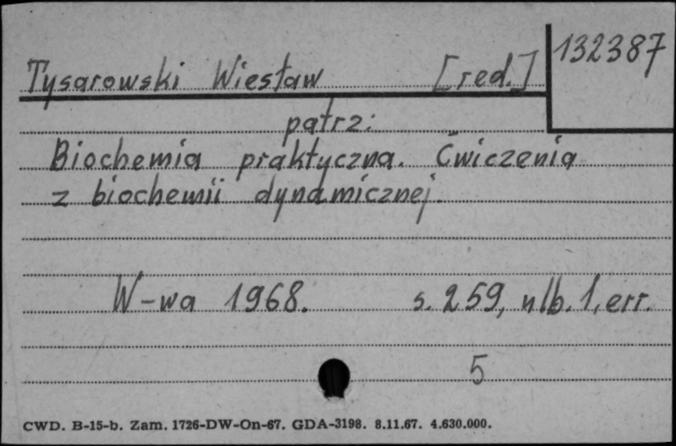 132387
Tysarowski Wiesław [red.]
patrz:
Biochemia praktyczna. Ćwiczenia
z biochemii dynamicznej.
W-wa 1968. s. 259, nlb. 1, err.
5
CWD. B-15-b. Zam. 1726-DW-On-67. GDA-3198. 8.11.67. 4.630.000.